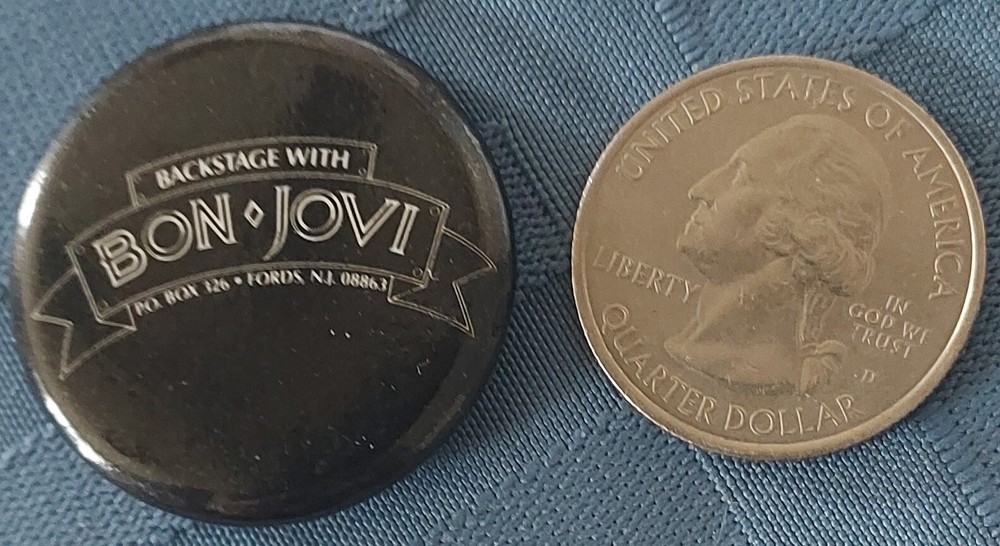 BACKSTAGE WITH
BON • JOVI
P.O. BOX 326 • FORDS, N.J. 08863
UNITED STATES OF AMERICA
LIBERTY
IN
GOD WE
TRUST
D
QUARTER DOLLAR